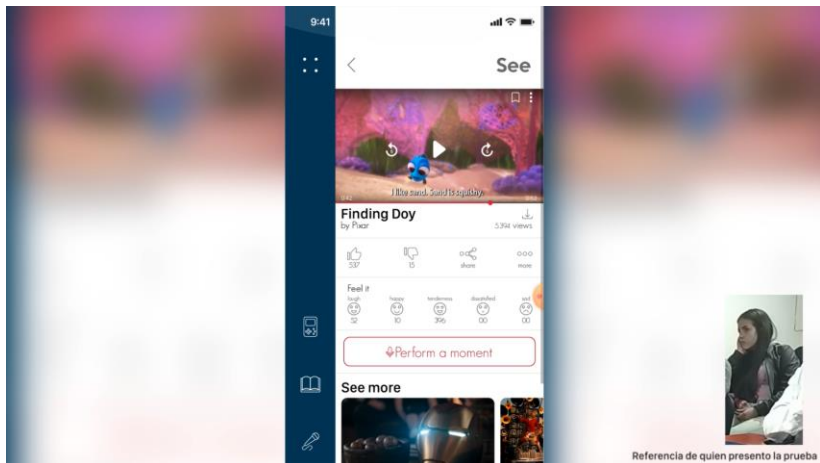 9:41
See
I like sand. Sand is squishy.
Finding Doy
by Pixar
5.394 views
537
15
share
more
Feel it
laugh
happy
tenderness
dissatisfied
sad
52
10
396
00
00
Perform a moment
See more
Referencia de quien presento la prueba